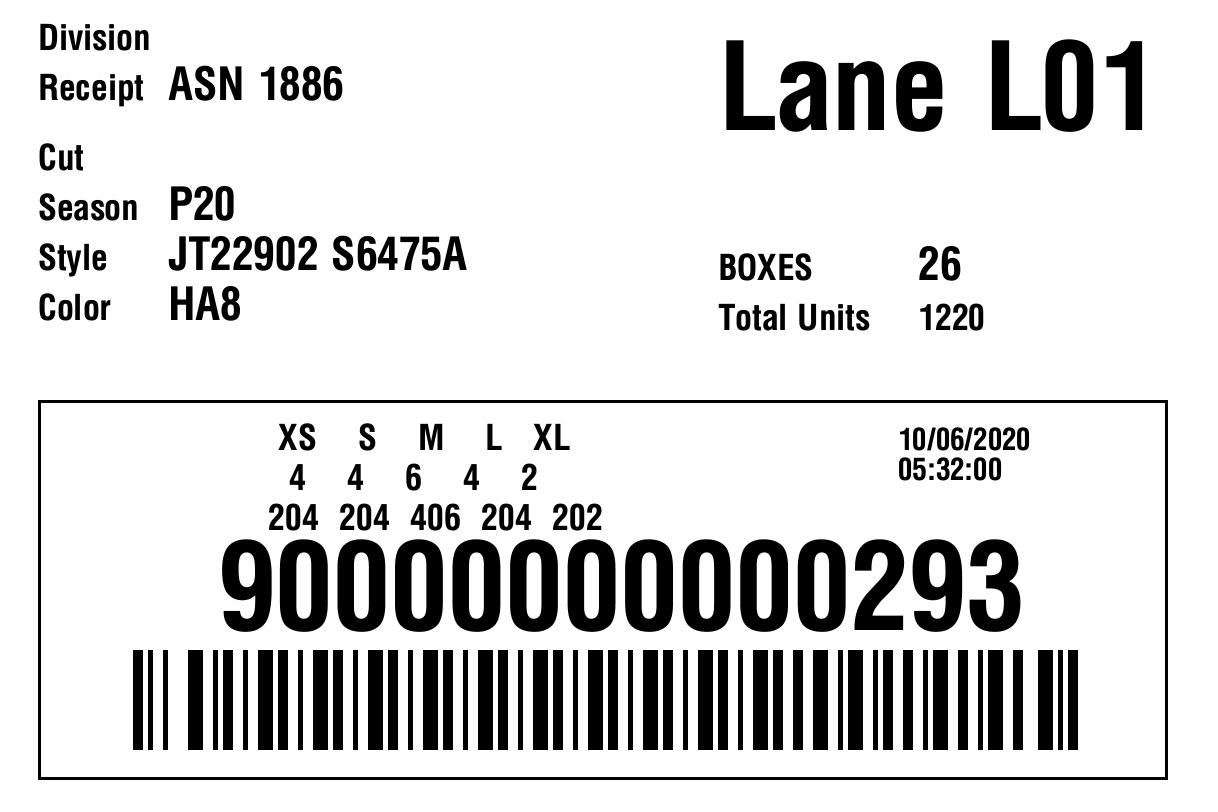 Division
Receipt ASN 1886
Lane L01
Cut
Season P20
Style JT22902 S6475A
Color HA8
BOXES 26
Total Units 1220
XS S M L XL
4 4 6 4 2
204 204 406 204 202
10/06/2020
05:32:00
90000000000293